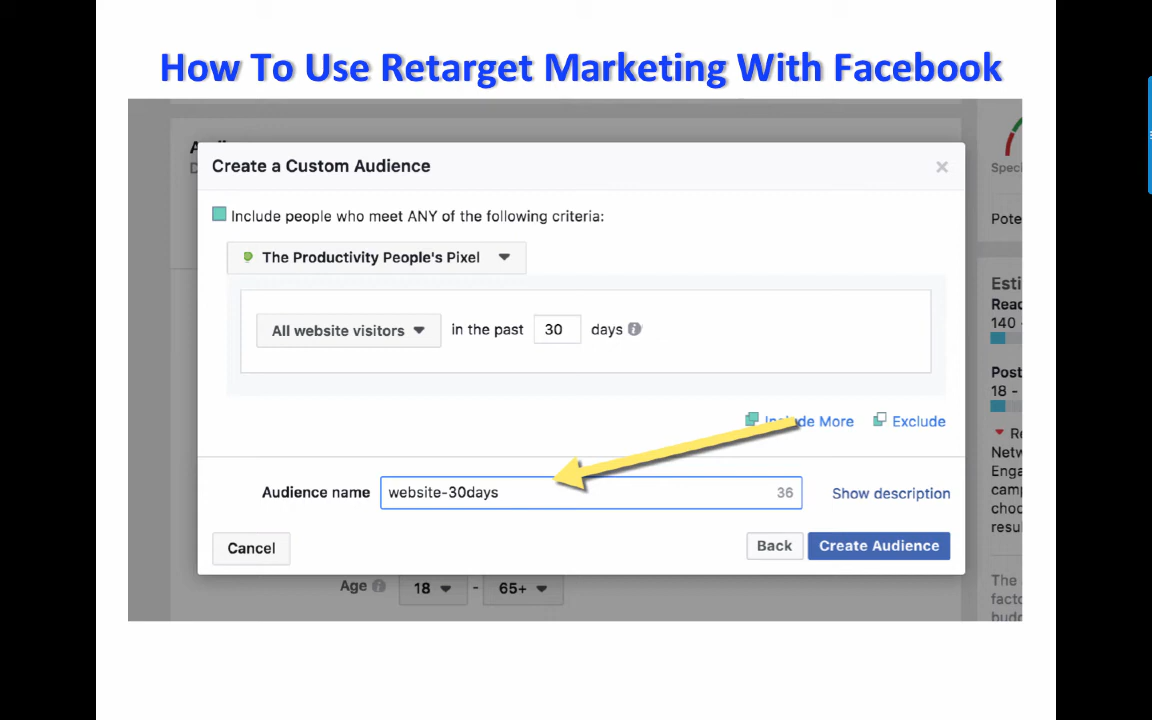 How To Use Retarget Marketing With Facebook
Create a Custom Audience
Include people who meet ANY of the following criteria:
The Productivity People's Pixel
All website visitors in the past 30 days
Include More Exclude
Audience name website-30days 36 Show description
Cancel Back Create Audience
Age 18 - 65+
140
Post
18 -
The